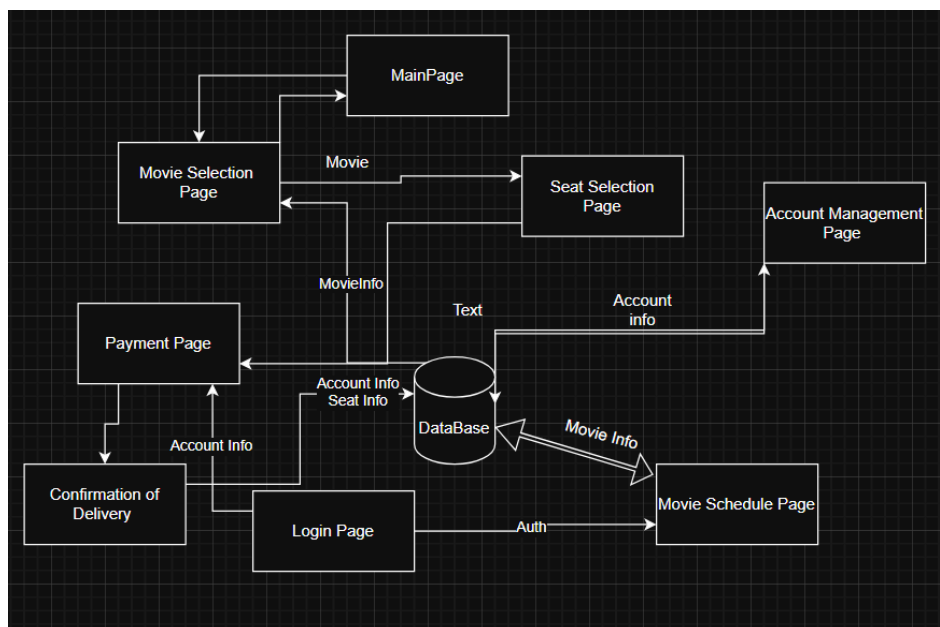 MainPage
Movie Selection
Page
Movie
Seat Selection
Page
Account Management
Page
MovieInfo
Text
Account
info
Payment Page
Account Info
Seat Info
DataBase
Movie Info
Account Info
Confirmation of
Delivery
Login Page
Auth
Movie Schedule Page